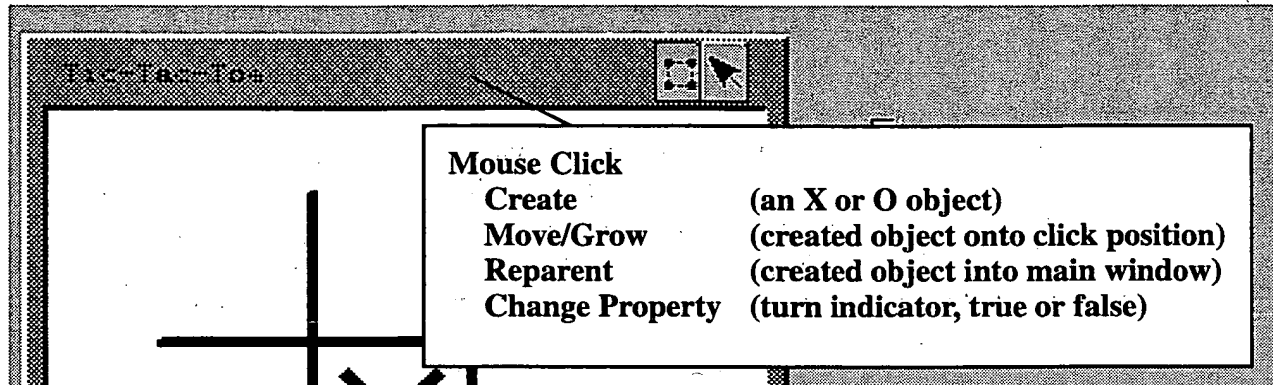 Tic-Tac-Toe
Mouse Click
Create (an X or O object)
Move/Grow (created object onto click position)
Reparent (created object into main window)
Change Property (turn indicator, true or false)